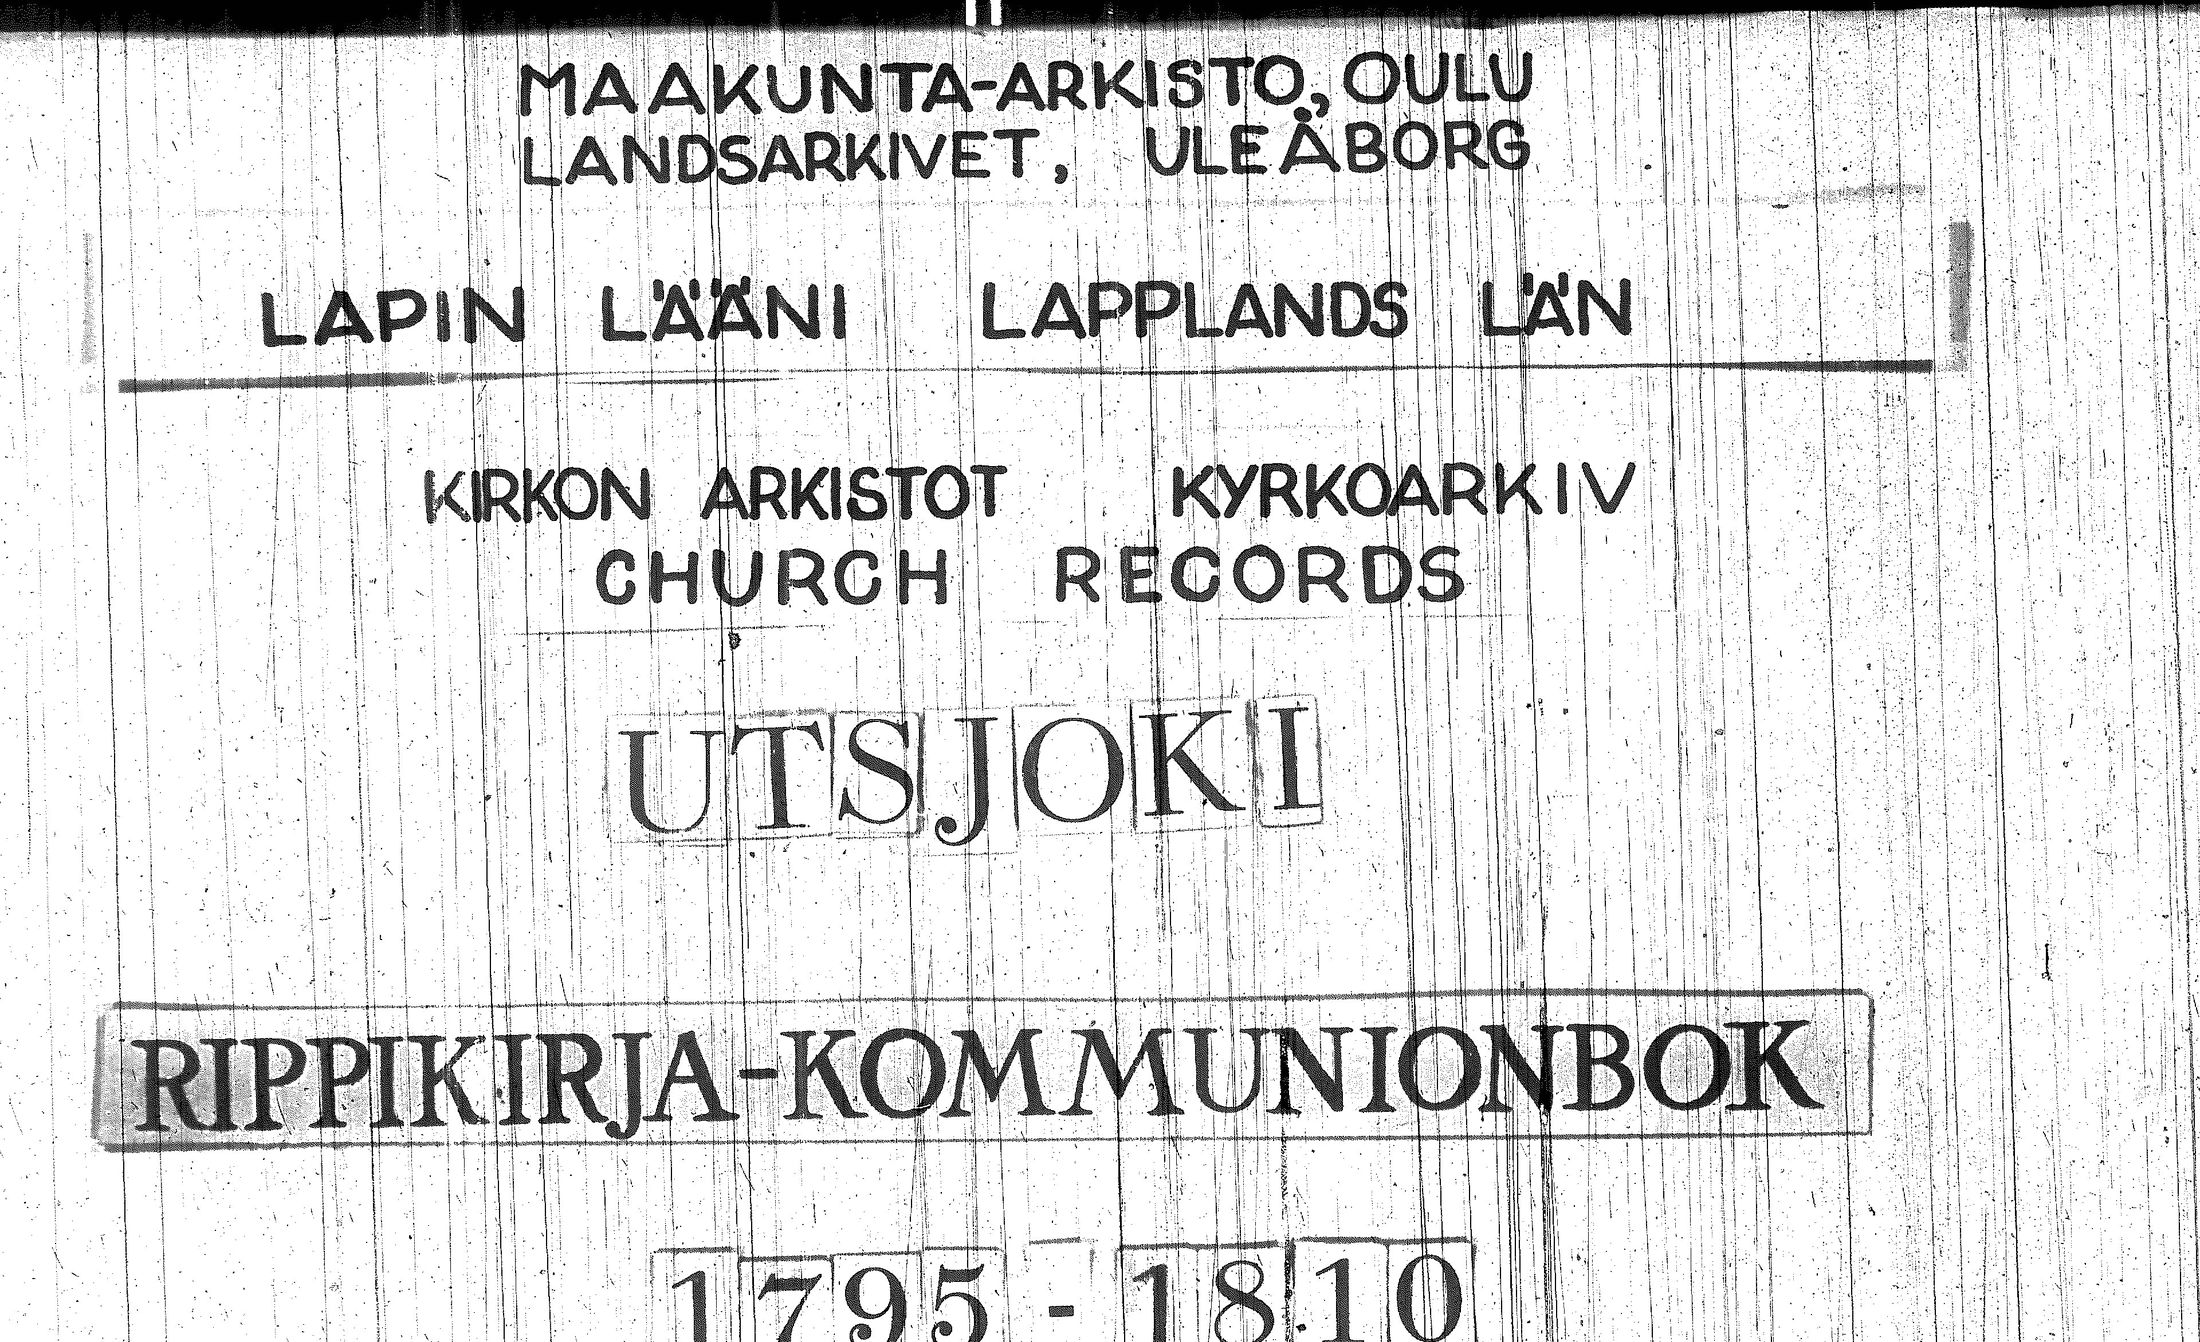 MAAKUNTA-ARKISTO, OULU
LANDSARKIVET, ULEÅBORG
LAPIN LÄÄNI LAPPLANDS LÄN
KIRKON ARKISTOT KYRKOARKIV
CHURCH RECORDS
UTSJOKI
RIPPIKIRJA-KOMMUNIONBOK
1795 - 1810